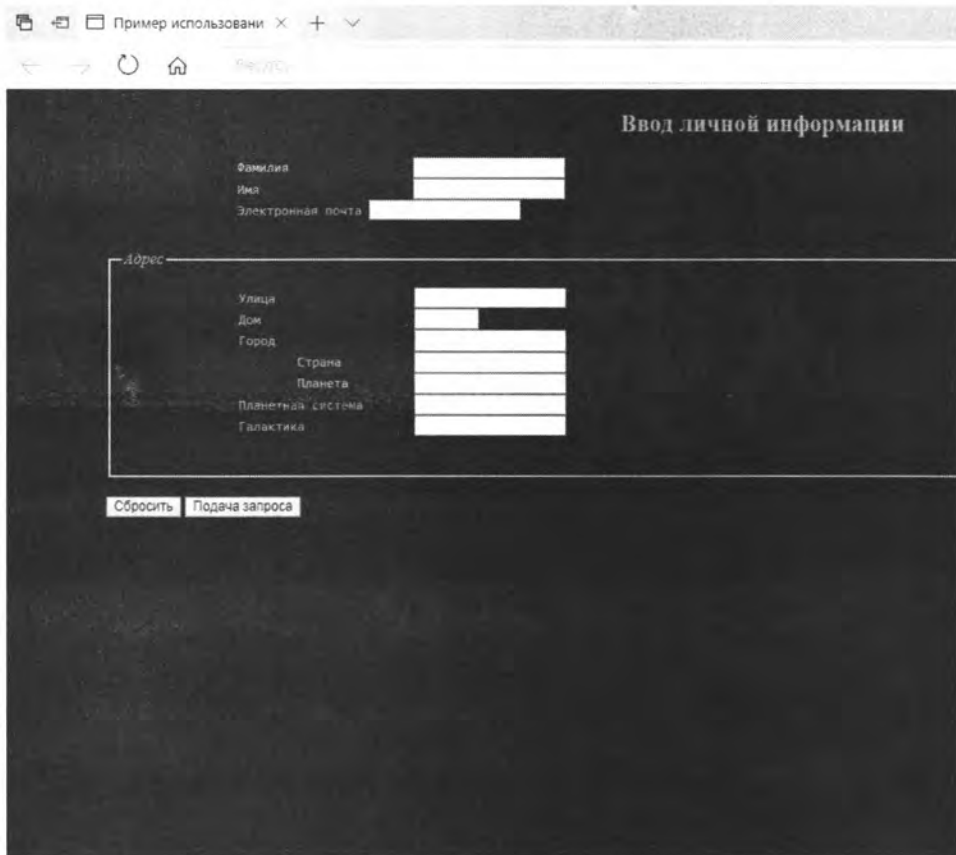 Пример использовани
Ввод личной информации
Фамилия
Имя
Электронная почта
Адрес
Улица
Дом
Город
Страна
Планета
Планетная система
Галактика
Сбросить Подача запроса